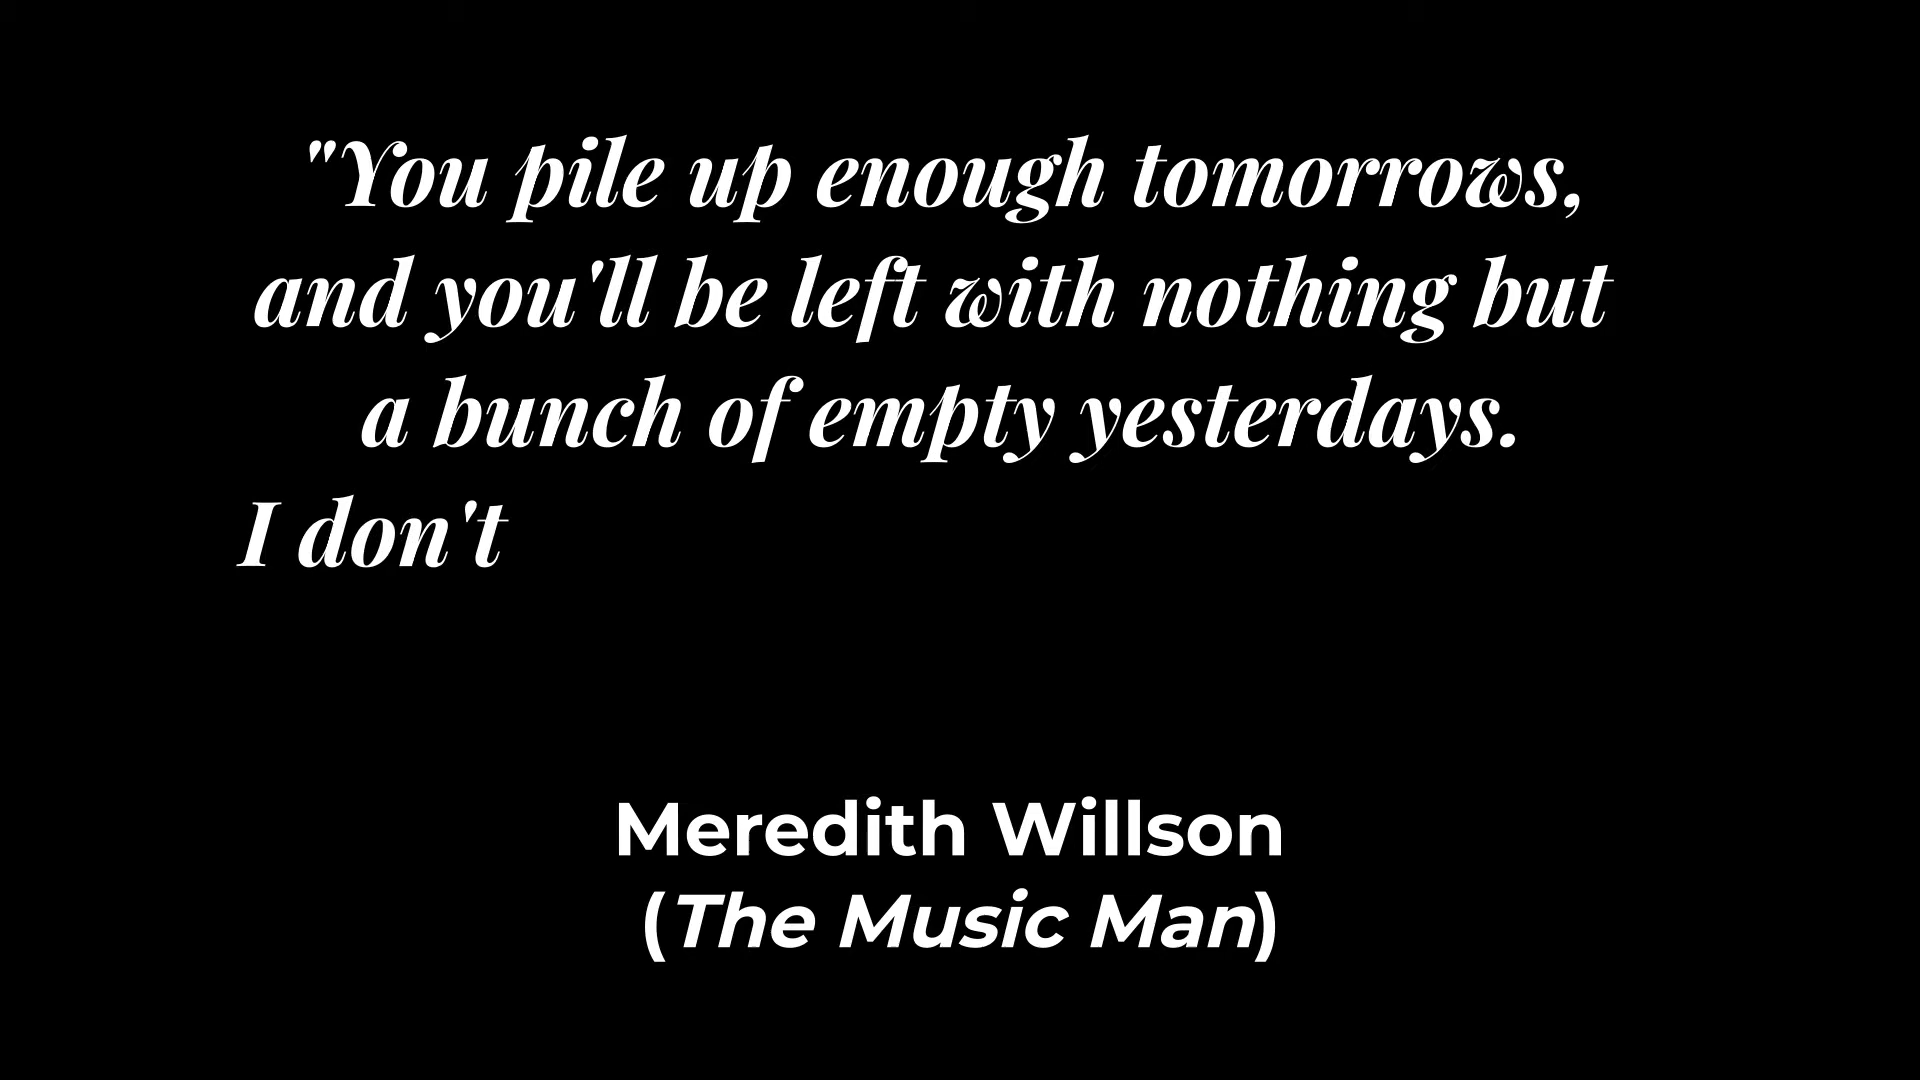 "You pile up enough tomorrows,
and you'll be left with nothing but
a bunch of empty yesterdays.
I don't
Meredith Willson
(The Music Man)